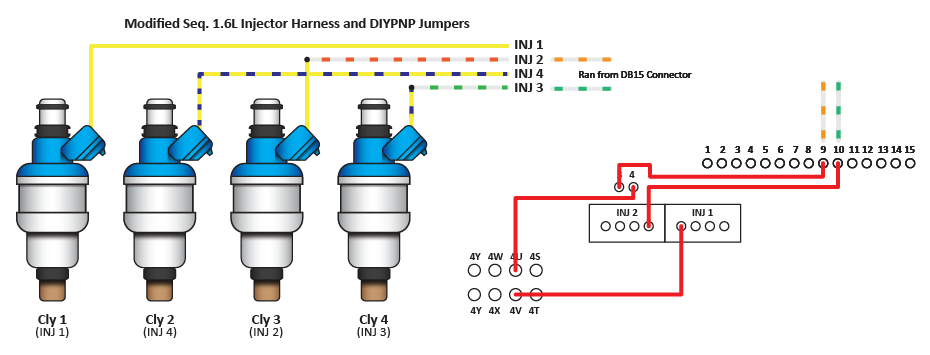 Modified Seq. 1.6L Injector Harness and DIYPNP Jumpers
INJ 1
INJ 2
INJ 4
Ran from DB15 Connector
INJ 3
1 2 3 4 5 6 7 8 9 10 11 12 13 14 15
4
INJ 2 INJ 1
4Y 4W 4U 4S
4Y 4X 4V 4T
Cly 1 Cly 2 Cly 3 Cly 4
(INJ 1) (INJ 4) (INJ 2) (INJ 3)